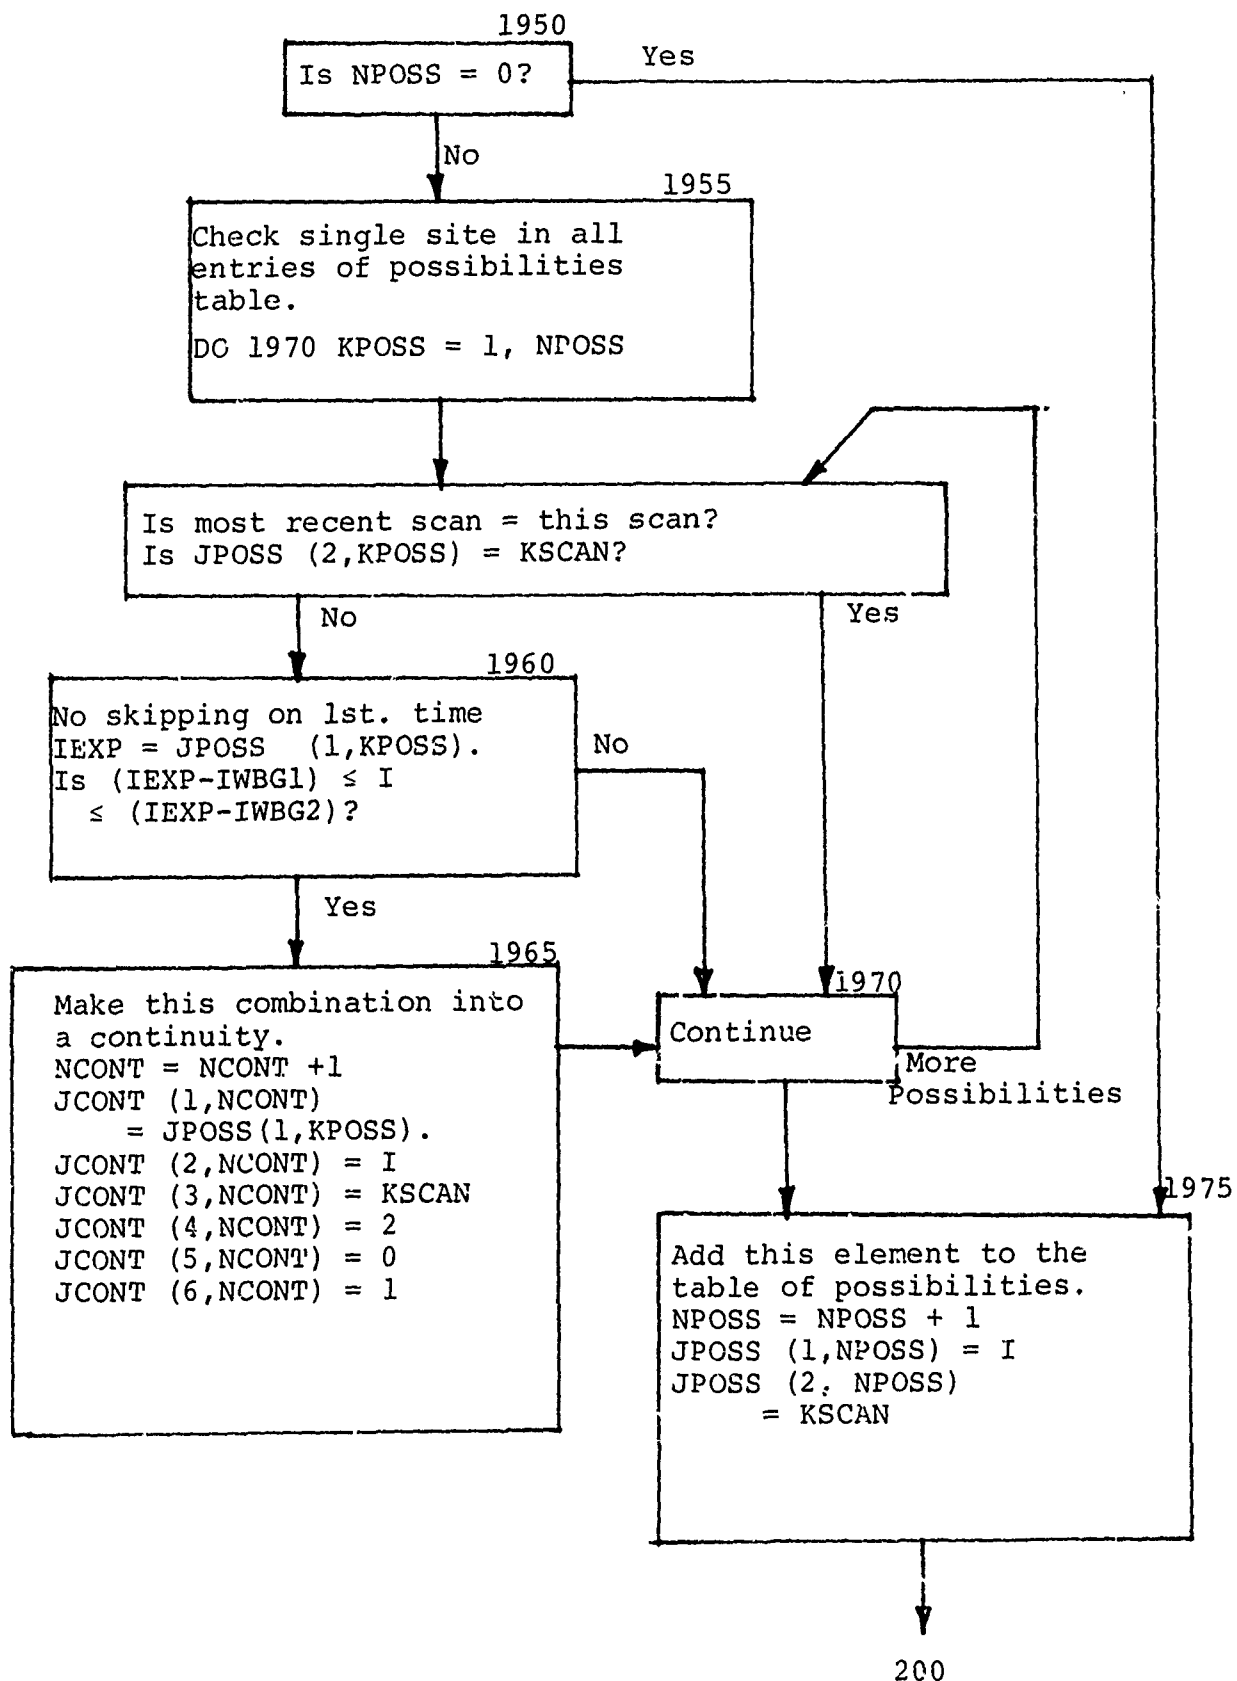 1950
Is NPOSS = 0?
Yes
No
1955
Check single site in all
entries of possibilities
table.
DO 1970 KPOSS = 1, NPOSS
Is most recent scan = this scan?
Is JPOSS (2,KPOSS) = KSCAN?
No
Yes
1960
No skipping on 1st. time
IEXP = JPOSS (1,KPOSS).
Is (IEXP-IWBG1) ≤ I
≤ (IEXP-IWBG2)?
No
Yes
1965
Make this combination into
a continuity.
NCONT = NCONT +1
JCONT (1,NCONT)
= JPOSS(1,KPOSS).
JCONT (2,NCONT) = I
JCONT (3,NCONT) = KSCAN
JCONT (4,NCONT) = 2
JCONT (5,NCONT) = 0
JCONT (6,NCONT) = 1
1970
Continue
More
Possibilities
1975
Add this element to the
table of possibilities.
NPOSS = NPOSS + 1
JPOSS (1,NPOSS) = I
JPOSS (2, NPOSS)
= KSCAN
200